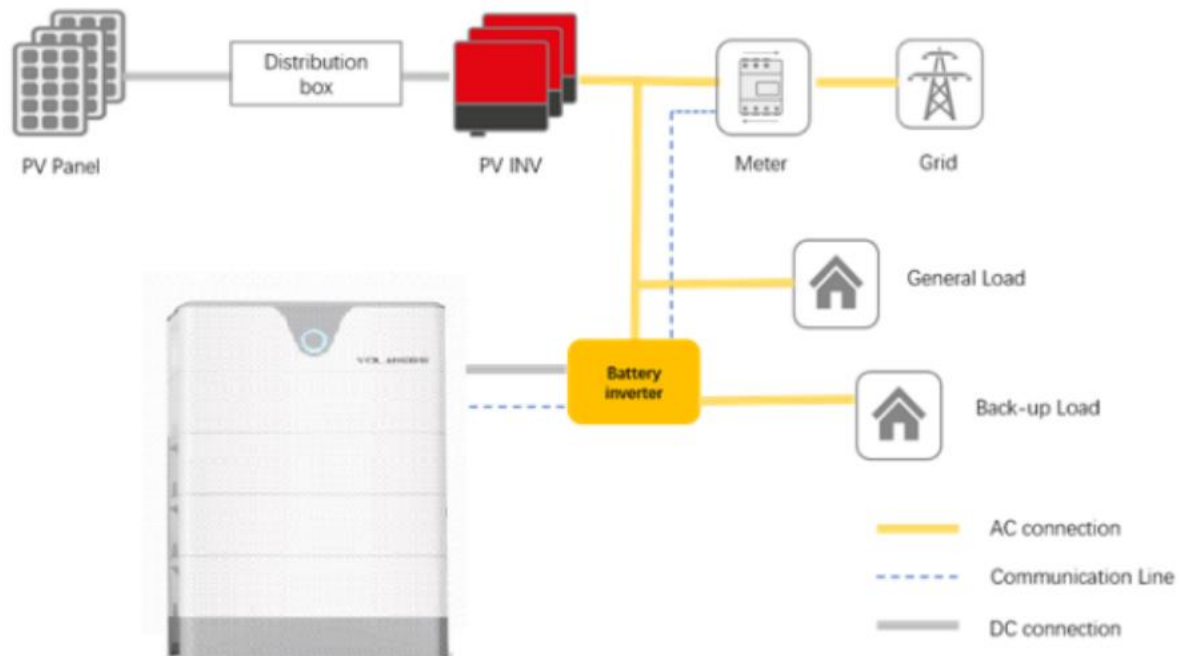 Distribution
box
PV Panel
PV INV
Meter
Grid
General Load
Battery
inverter
Back-up Load
AC connection
Communication Line
DC connection